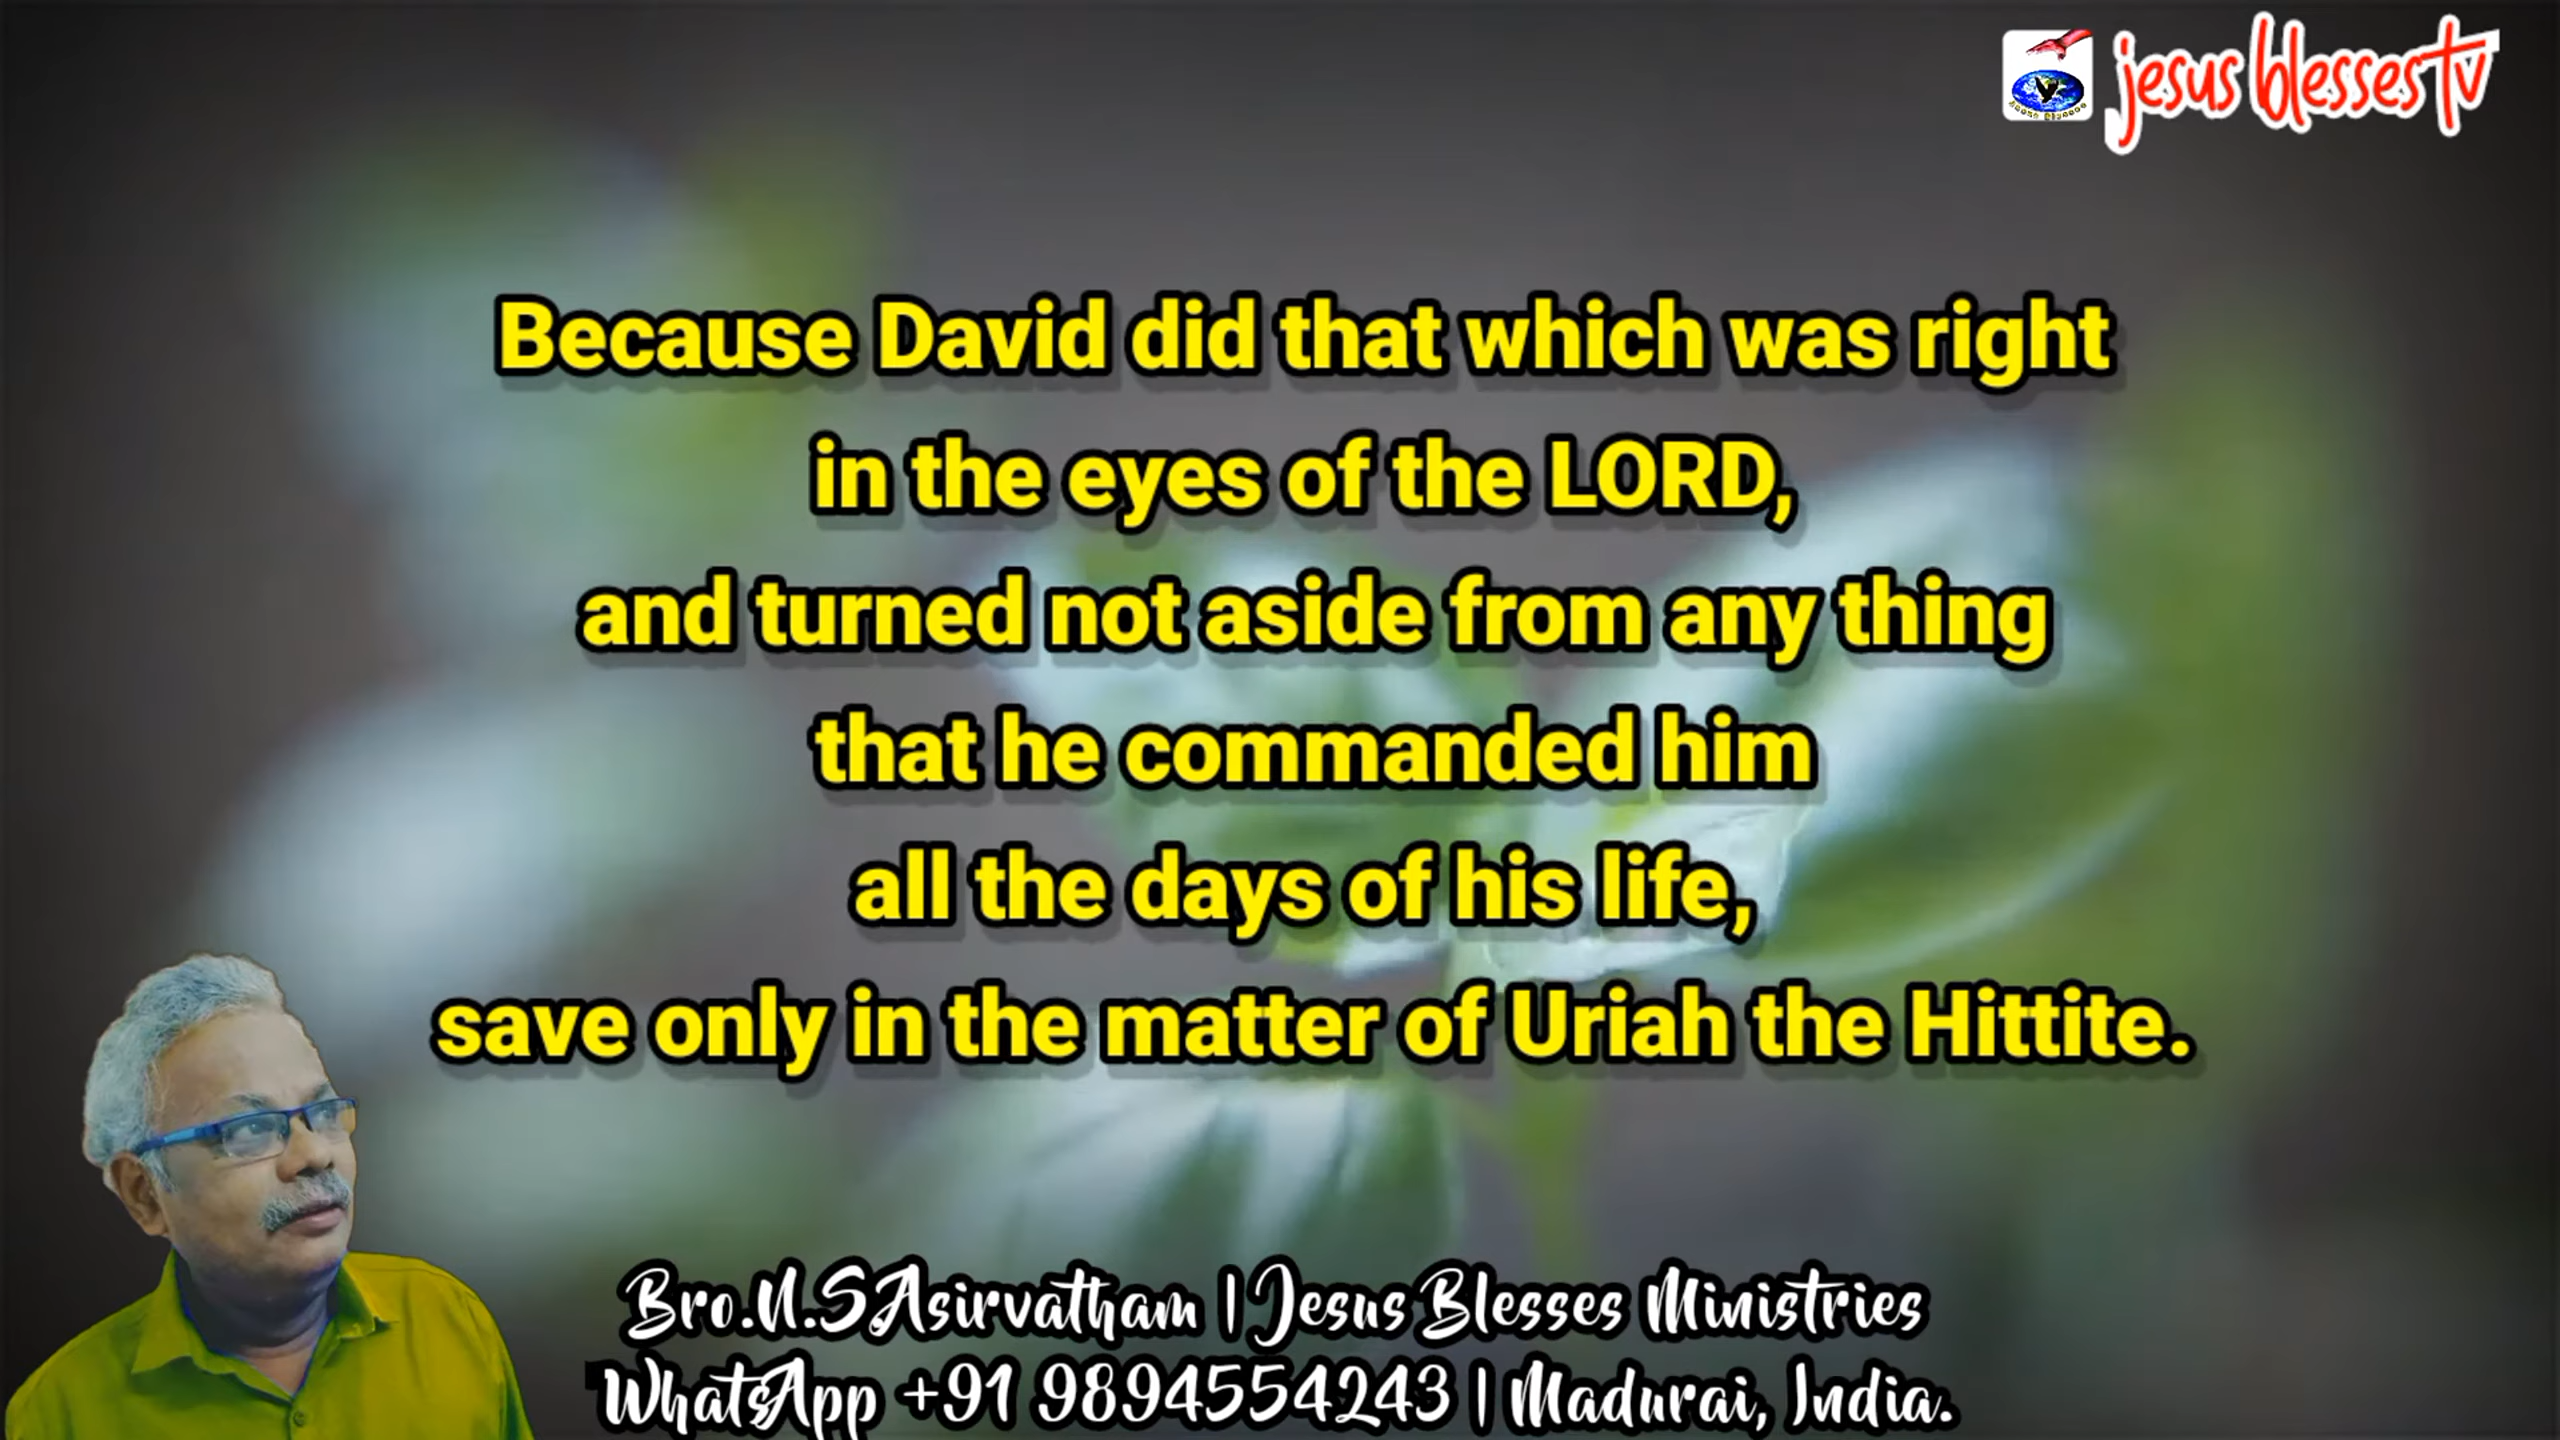 jesus blesses tv
Because David did that which was right
in the eyes of the LORD,
and turned not aside from any thing
that he commanded him
all the days of his life,
save only in the matter of Uriah the Hittite.
Bro.N.S.Asirvatham | Jesus Blesses Ministries
WhatsApp +91 9894554243 | Madurai, India.